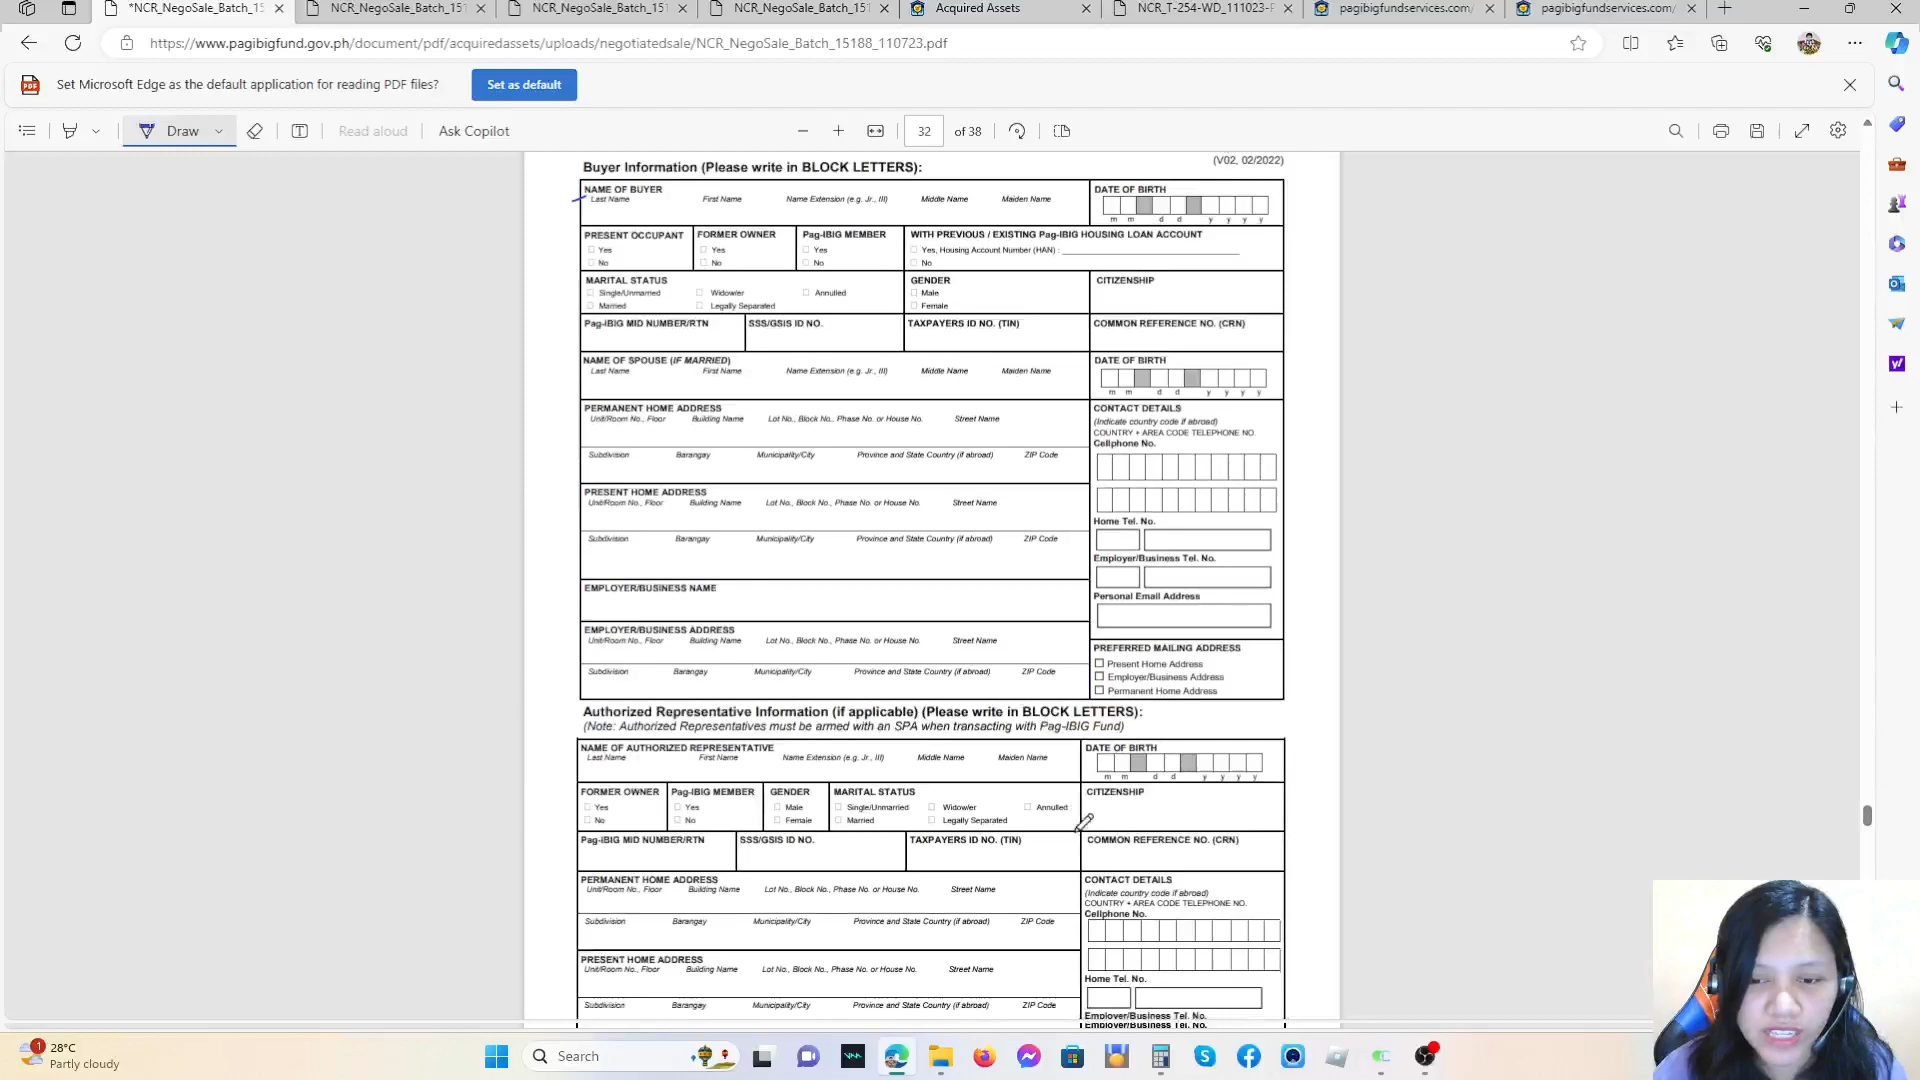 *NCR_NegoSale_Batch_15
NCR_NegoSale_Batch_151
NCR_NegoSale_Batch_151
NCR_NegoSale_Batch_151
Acquired Assets
NCR_T-254-WD_111023-F
pagibigfundservices.com/
pagibigfundservices.com/
https://www.pagibigfund.gov.ph/document/pdf/acquiredassets/uploads/negotiatedsale/NCR_NegoSale_Batch_15188_110723.pdf
Set Microsoft Edge as the default application for reading PDF files?
Set as default
Draw
Read aloud
Ask Copilot
32 of 38
(V02, 02/2022)
Buyer Information (Please write in BLOCK LETTERS):
NAME OF BUYER
Last Name First Name Name Extension (e.g. Jr., III) Middle Name Maiden Name
DATE OF BIRTH
m m d d y y y y
PRESENT OCCUPANT
Yes
No
FORMER OWNER
Yes
No
Pag-IBIG MEMBER
Yes
No
WITH PREVIOUS / EXISTING Pag-IBIG HOUSING LOAN ACCOUNT
Yes, Housing Account Number (HAN) :
No
MARITAL STATUS
Single/Unmarried Widow/er Annulled
Married Legally Separated
GENDER
Male
Female
CITIZENSHIP
Pag-IBIG MID NUMBER/RTN
SSS/GSIS ID NO.
TAXPAYERS ID NO. (TIN)
COMMON REFERENCE NO. (CRN)
NAME OF SPOUSE (IF MARRIED)
Last Name First Name Name Extension (e.g. Jr., III) Middle Name Maiden Name
DATE OF BIRTH
m m d d y y y y
PERMANENT HOME ADDRESS
Unit/Room No., Floor Building Name Lot No., Block No., Phase No. or House No. Street Name
Subdivision Barangay Municipality/City Province and State Country (if abroad) ZIP Code
CONTACT DETAILS
(Indicate country code if abroad)
COUNTRY + AREA CODE TELEPHONE NO.
Cellphone No.
PRESENT HOME ADDRESS
Unit/Room No., Floor Building Name Lot No., Block No., Phase No. or House No. Street Name
Subdivision Barangay Municipality/City Province and State Country (if abroad) ZIP Code
Home Tel. No.
Employer/Business Tel. No.
Personal Email Address
EMPLOYER/BUSINESS NAME
EMPLOYER/BUSINESS ADDRESS
Unit/Room No., Floor Building Name Lot No., Block No., Phase No. or House No. Street Name
Subdivision Barangay Municipality/City Province and State Country (if abroad) ZIP Code
PREFERRED MAILING ADDRESS
Present Home Address
Employer/Business Address
Permanent Home Address
Authorized Representative Information (if applicable) (Please write in BLOCK LETTERS):
(Note: Authorized Representatives must be armed with an SPA when transacting with Pag-IBIG Fund)
NAME OF AUTHORIZED REPRESENTATIVE
Last Name First Name Name Extension (e.g. Jr., III) Middle Name Maiden Name
DATE OF BIRTH
m m d d y y y y
FORMER OWNER
Yes
No
Pag-IBIG MEMBER
Yes
No
GENDER
Male
Female
MARITAL STATUS
Single/Unmarried Widow/er Annulled
Married Legally Separated
CITIZENSHIP
Pag-IBIG MID NUMBER/RTN
SSS/GSIS ID NO.
TAXPAYERS ID NO. (TIN)
COMMON REFERENCE NO. (CRN)
PERMANENT HOME ADDRESS
Unit/Room No., Floor Building Name Lot No., Block No., Phase No. or House No. Street Name
Subdivision Barangay Municipality/City Province and State Country (if abroad) ZIP Code
CONTACT DETAILS
(Indicate country code if abroad)
COUNTRY + AREA CODE TELEPHONE NO.
Cellphone No.
PRESENT HOME ADDRESS
Unit/Room No., Floor Building Name Lot No., Block No., Phase No. or House No. Street Name
Subdivision Barangay Municipality/City Province and State Country (if abroad) ZIP Code
Home Tel. No.
Employer/Business Tel. No.
Employer/Business Tel. No.
1
28°C
Partly cloudy
Search